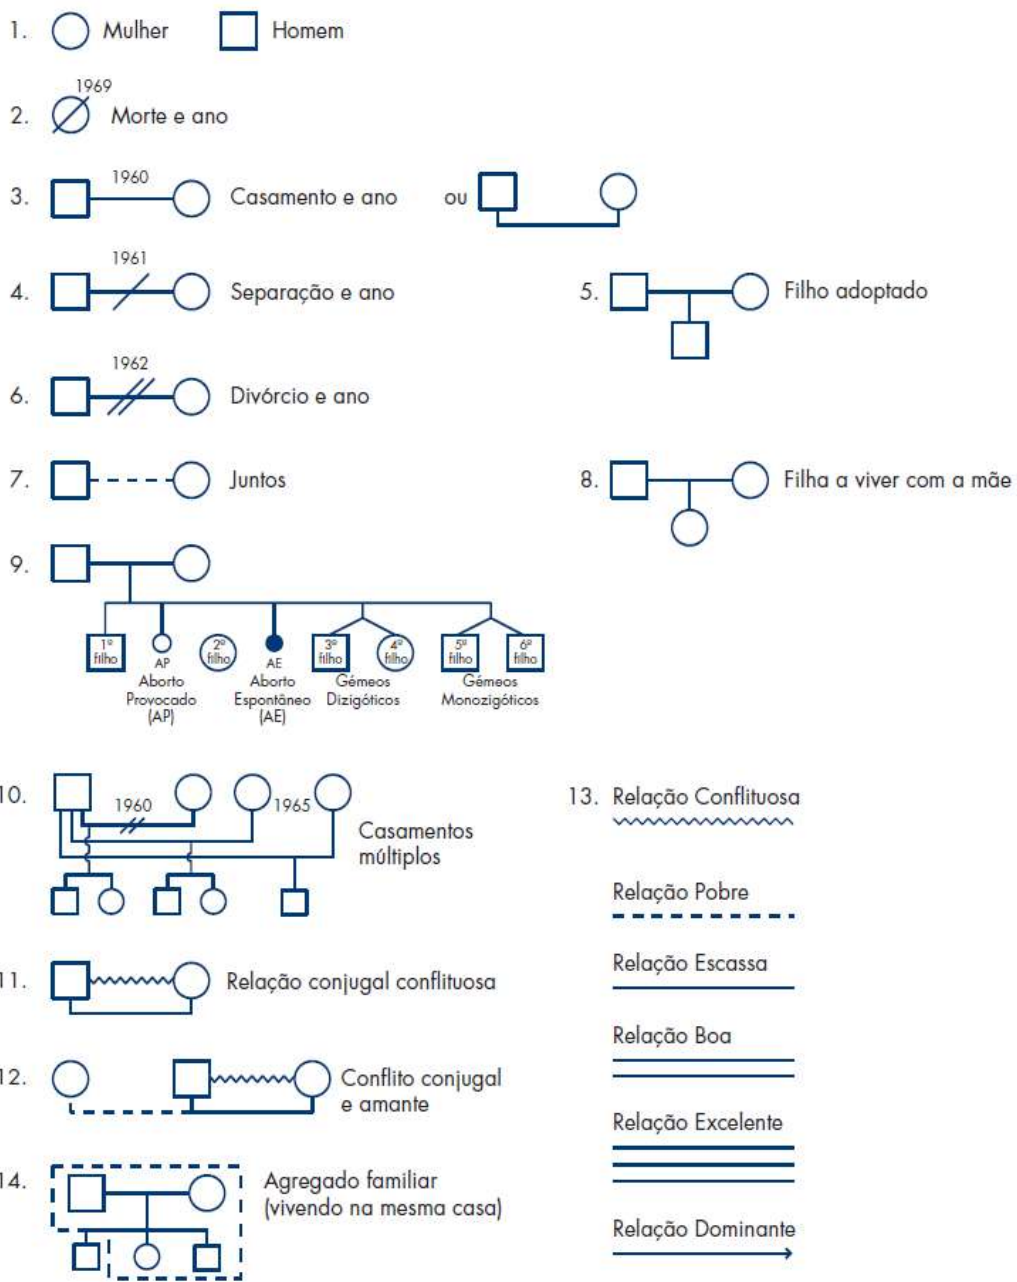 1. Mulher Homem
1969
2. Morte e ano
1960
3. Casamento e ano ou
1961
4. Separação e ano
5. Filho adoptado
1962
6. Divórcio e ano
7. Juntos
8. Filha a viver com a mãe
9.
1º filho
AP
Aborto
Provocado
(AP)
2º filho
AE
Aborto
Espontâneo
(AE)
3º filho
4º filho
Gémeos
Dizigóticos
5º filho
6º filho
Gémeos
Monozigóticos
10.
1960
1965
Casamentos
múltiplos
11. Relação conjugal conflituosa
12. Conflito conjugal
e amante
13. Relação Conflituosa
Relação Pobre
Relação Escassa
Relação Boa
Relação Excelente
Relação Dominante
14. Agregado familiar
(vivendo na mesma casa)